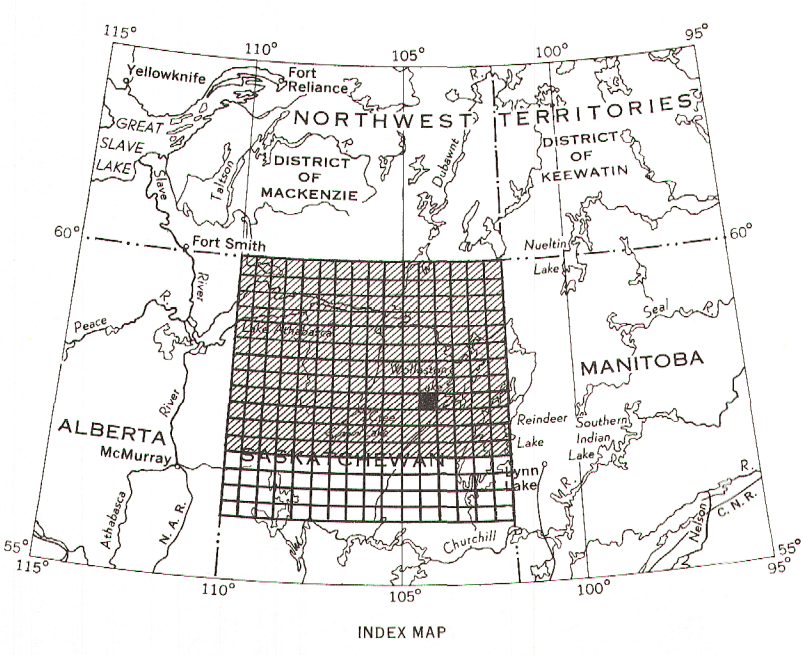 115°
110°
105°
100°
95°
Yellowknife
Fort
Reliance
R.
NORTHWEST TERRITORIES
GREAT
SLAVE
LAKE
DISTRICT
OF
MACKENZIE
R.
DISTRICT
OF
KEEWATIN
Slave
Taltson
Dubawnt
60°
Fort Smith
Nueltin
Lake
60°
River
Peace
R.
Lake Athabasca
Seal R.
Wollaston
Lake
MANITOBA
River
ALBERTA
McMurray
Reindeer
Lake
Southern
Indian
Lake
SASKATCHEWAN
Lynn
Lake
R.
R.
C.N.R.
Nelson
Athabasca
N.A.R.
Churchill
55°
115°
110°
105°
100°
55°
95°
INDEX MAP